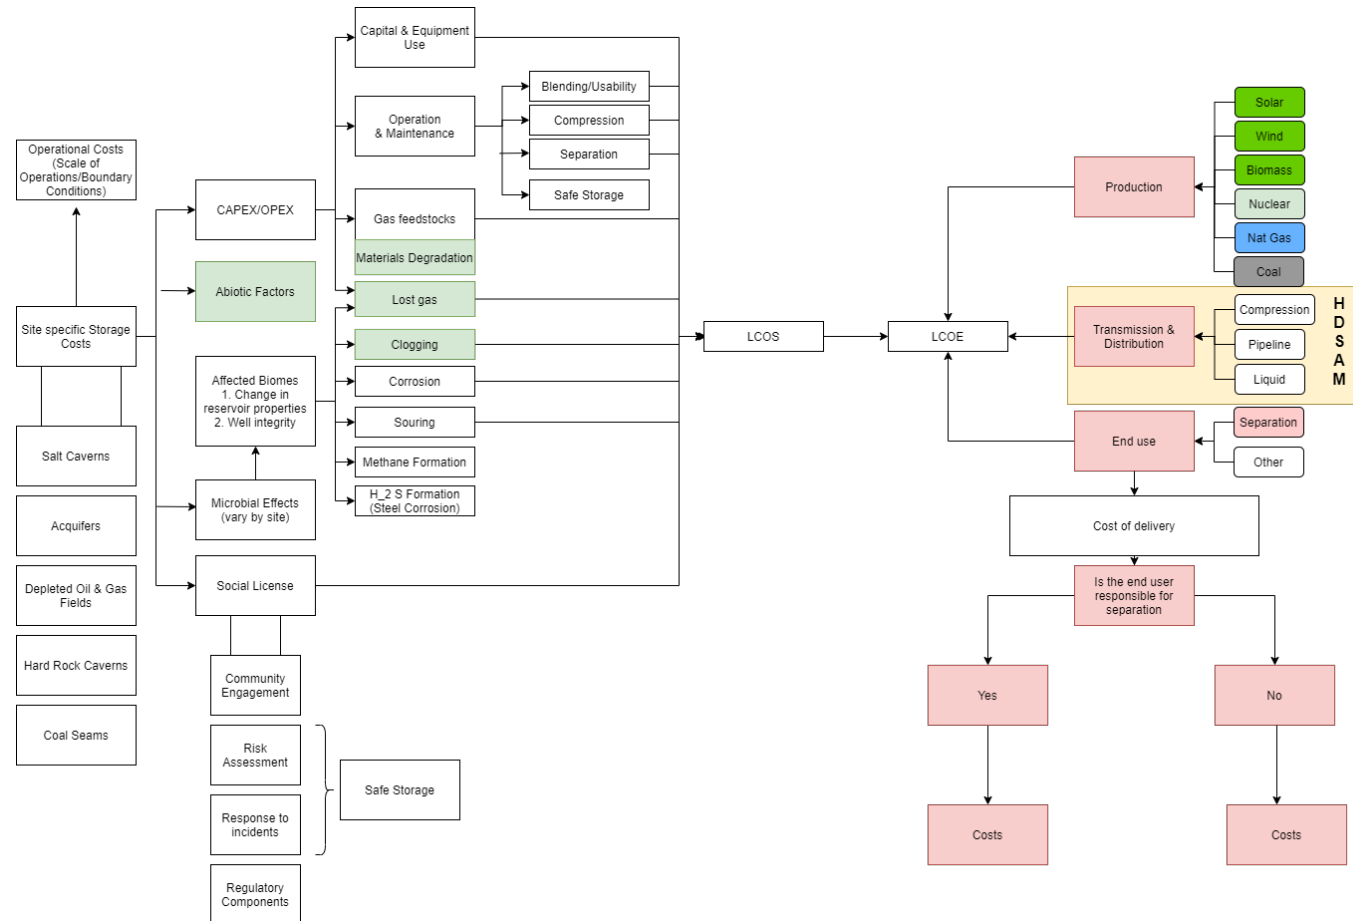 Operational Costs
(Scale of
Operations/Boundary
Conditions)
Site specific Storage
Costs
Salt Caverns
Acquifers
Depleted Oil & Gas
Fields
Hard Rock Caverns
Coal Seams
CAPEX/OPEX
Abiotic Factors
Affected Biomes
1. Change in
reservoir properties
2. Well integrity
Microbial Effects
(vary by site)
Social License
Community
Engagement
Risk
Assessment
Response to
incidents
Regulatory
Components
Safe Storage
Capital & Equipment
Use
Operation
& Maintenance
Gas feedstocks
Materials Degradation
Lost gas
Clogging
Corrosion
Souring
Methane Formation
H_2 S Formation
(Steel Corrosion)
Blending/Usability
Compression
Separation
Safe Storage
LCOS
LCOE
Production
Solar
Wind
Biomass
Nuclear
Nat Gas
Coal
Transmission &
Distribution
Compression
Pipeline
Liquid
H
D
S
A
M
End use
Separation
Other
Cost of delivery
Is the end user
responsible for
separation
Yes
No
Costs
Costs